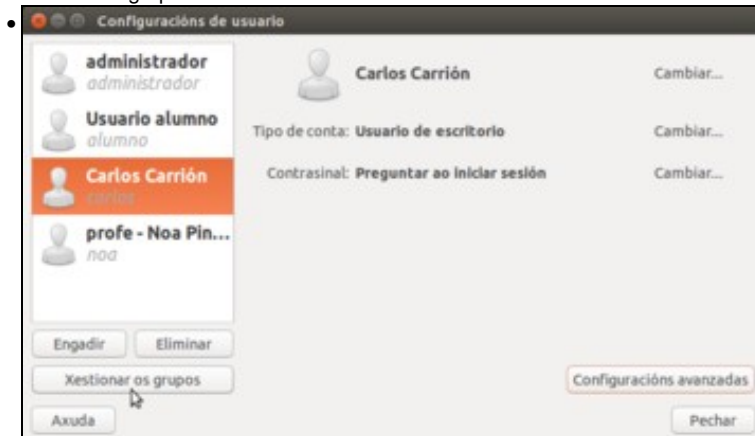 Configuracións de usuario
administrador
administrador
Usuario alumno
alumno
Carlos Carrión
carlos
profe - Noa Pin...
noa
Engadir
Eliminar
Xestionar os grupos
Axuda
Carlos Carrión
Cambiar...
Tipo de conta: Usuario de escritorio
Cambiar...
Contrasinal: Preguntar ao iniciar sesión
Cambiar...
Configuracións avanzadas
Pechar